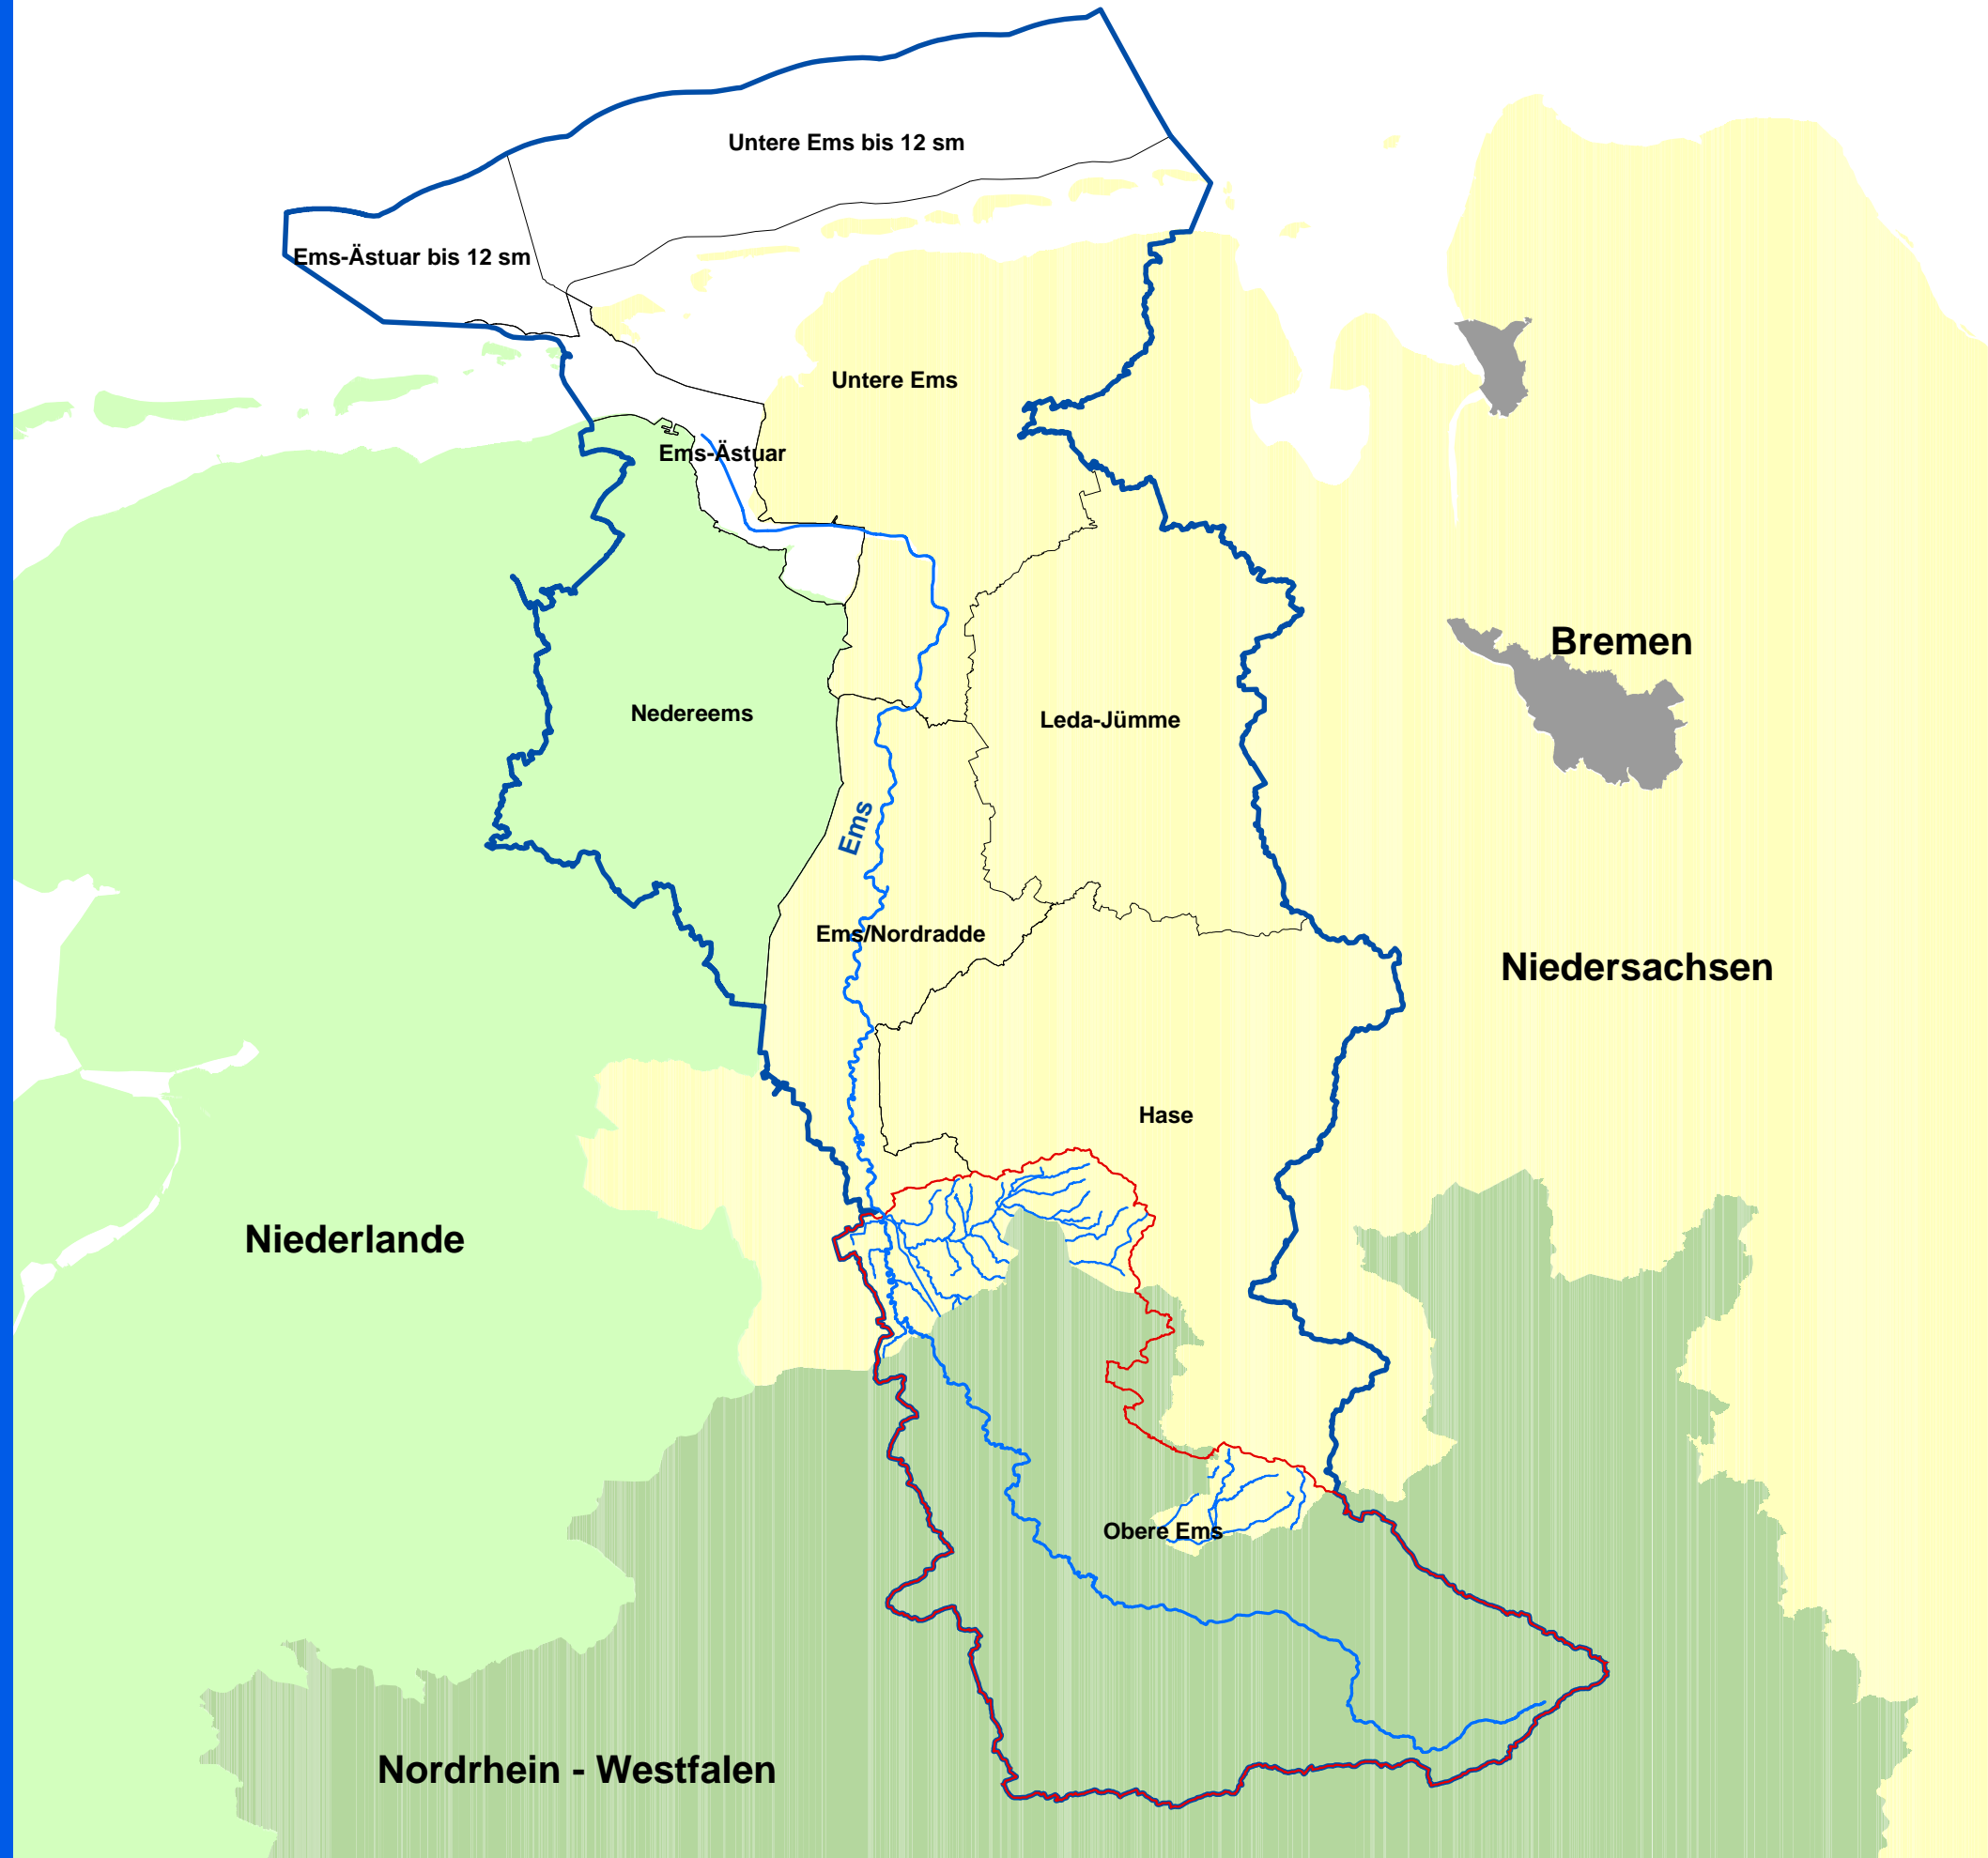 Untere Ems bis 12 sm
Ems-Ästuar bis 12 sm
Untere Ems
Ems-Ästuar
Bremen
Nedereems
Leda-Jümme
Ems
Ems/Nordradde
Niedersachsen
Hase
Niederlande
Obere Ems
Nordrhein - Westfalen